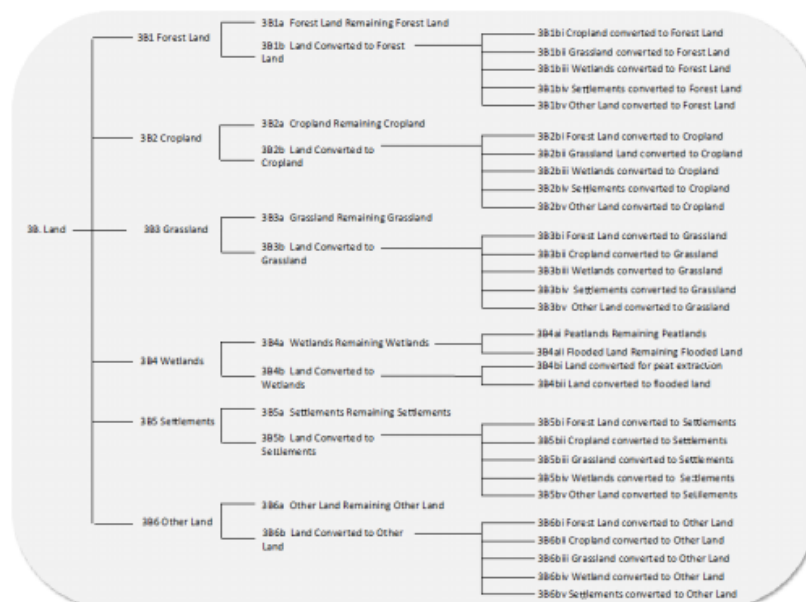 3B. Land
3B1 Forest Land
3B1a Forest Land Remaining Forest Land
3B1b Land Converted to Forest
Land
3B1bi Cropland converted to Forest Land
3B1bii Grassland converted to Forest Land
3B1biii Wetlands converted to Forest Land
3B1biv Settlements converted to Forest Land
3B1bv Other Land converted to Forest Land
3B2 Cropland
3B2a Cropland Remaining Cropland
3B2b Land Converted to
Cropland
3B2bi Forest Land converted to Cropland
3B2bii Grassland Land converted to Cropland
3B2biii Wetlands converted to Cropland
3B2biv Settlements converted to Cropland
3B2bv Other Land converted to Cropland
3B3 Grassland
3B3a Grassland Remaining Grassland
3B3b Land Converted to
Grassland
3B3bi Forest Land converted to Grassland
3B3bii Cropland converted to Grassland
3B3biii Wetlands converted to Grassland
3B3biv Settlements converted to Grassland
3B3bv Other Land converted to Grassland
3B4 Wetlands
3B4a Wetlands Remaining Wetlands
3B4ai Peatlands Remaining Peatlands
3B4aii Flooded Land Remaining Flooded Land
3B4b Land Converted to
Wetlands
3B4bi Land converted for peat extraction
3B4bii Land converted to flooded land
3B5 Settlements
3B5a Settlements Remaining Settlements
3B5b Land Converted to
Settlements
3B5bi Forest Land converted to Settlements
3B5bii Cropland converted to Settlements
3B5biii Grassland converted to Settlements
3B5biv Wetlands converted to Settlements
3B5bv Other Land converted to Settlements
3B6 Other Land
3B6a Other Land Remaining Other Land
3B6b Land Converted to Other
Land
3B6bi Forest Land converted to Other Land
3B6bii Cropland converted to Other Land
3B6biii Grassland converted to Other Land
3B6biv Wetland converted to Other Land
3B6bv Settlements converted to Other Land